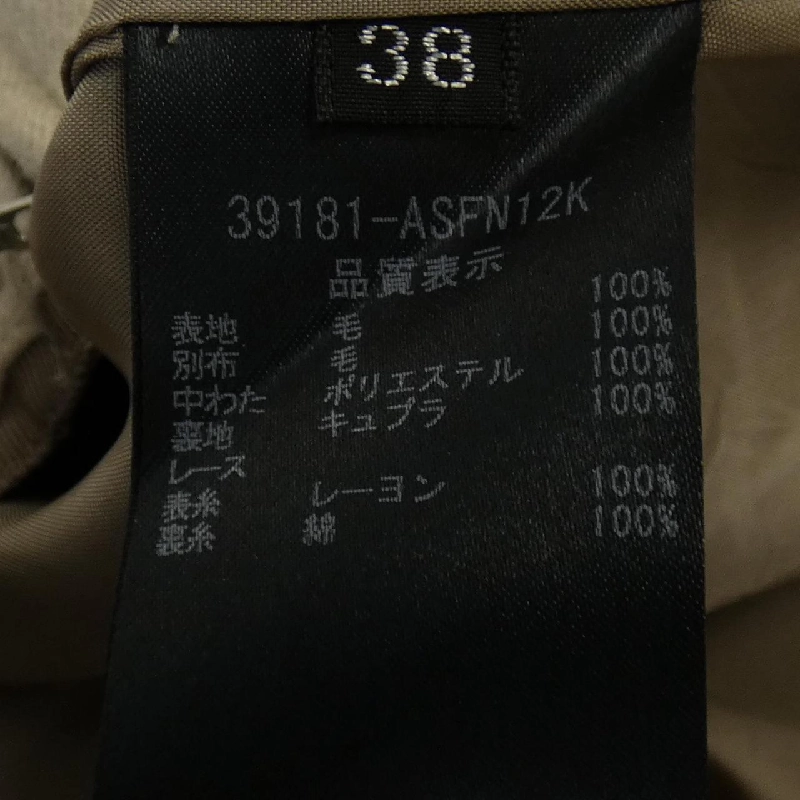 38
39181-ASFN12K
品質表示
表地 毛 100%
別布 毛 100%
中わた ポリエステル 100%
裏地 キュプラ 100%
レース
表糸 レーヨン 100%
裏糸 綿 100%